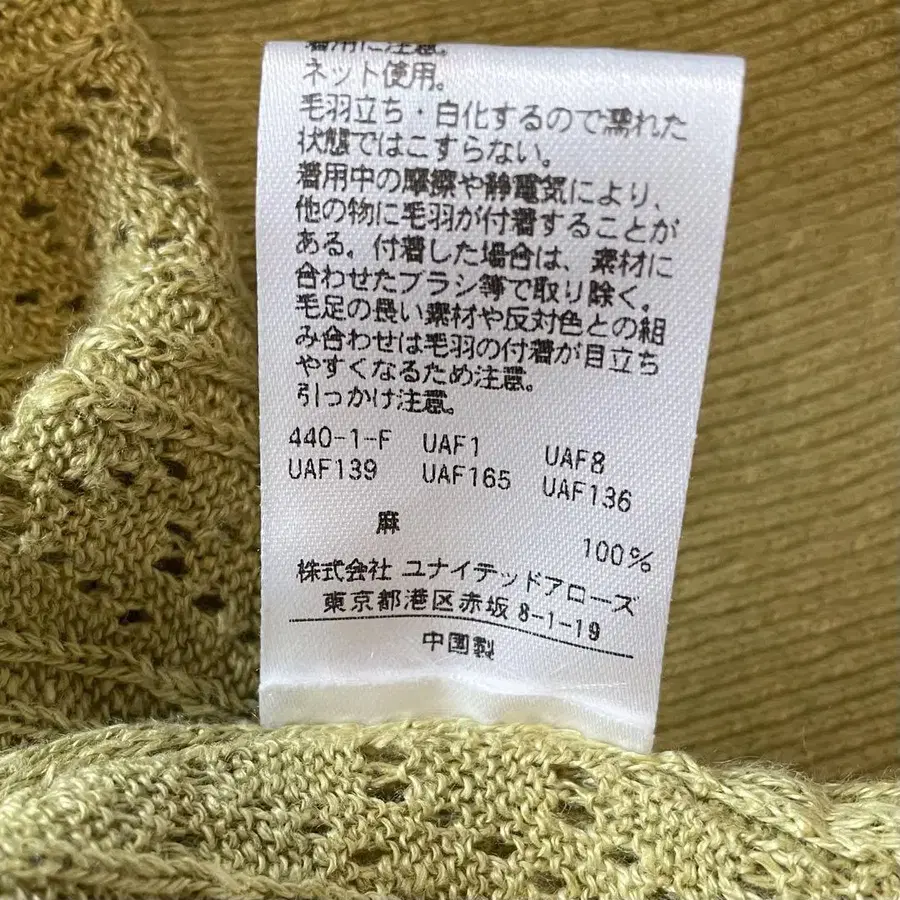 着用に注意。
ネット使用。
毛羽立ち・白化するので濡れた
状態ではこすらない。
着用中の摩擦や静電気により、
他の物に毛羽が付着することが
ある。付着した場合は、素材に
合わせたブラシ等で取り除く。
毛足の長い素材や反対色との組
み合わせは毛羽の付着が目立ち
やすくなるため注意。
引っかけ注意。
440-1-F UAF1 UAF8
UAF139 UAF165 UAF136
麻 100%
株式会社 ユナイテッドアローズ
東京都港区赤坂8-1-19
中国製